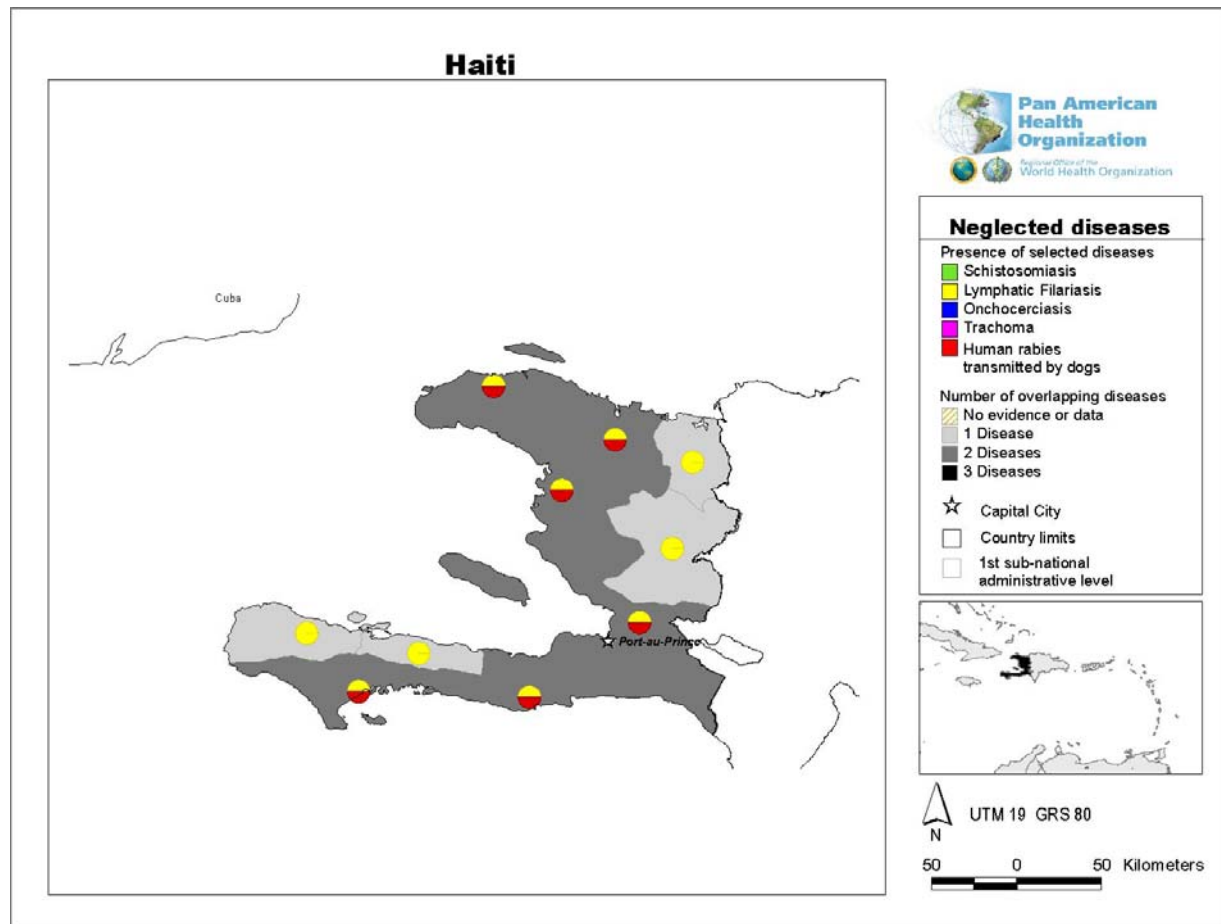 Haiti
Cuba
Port-au-Prince
Pan American
Health
Organization
Regional Office of the
World Health Organization
Neglected diseases
Presence of selected diseases
Schistosomiasis
Lymphatic Filariasis
Onchocerciasis
Trachoma
Human rabies
transmitted by dogs
Number of overlapping diseases
No evidence or data
1 Disease
2 Diseases
3 Diseases
Capital City
Country limits
1st sub-national
administrative level
N
UTM 19 GRS 80
50 0 50 Kilometers